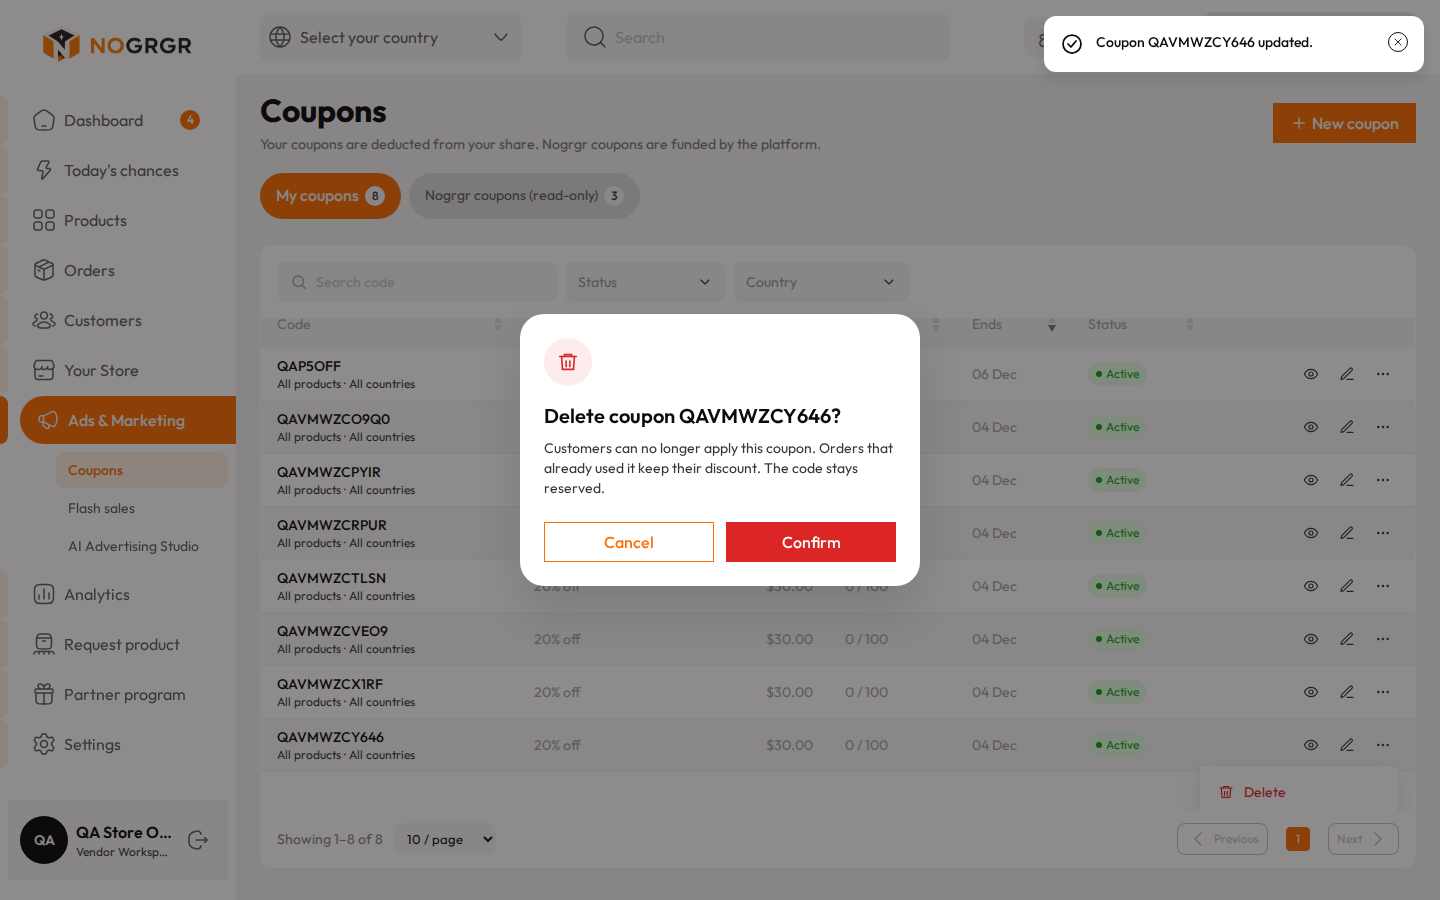 NOGRGR
Select your country
Search
Coupon QAVMWZCY646 updated.
Dashboard
4
Today's chances
Products
Orders
Customers
Your Store
Ads & Marketing
Coupons
Flash sales
AI Advertising Studio
Analytics
Request product
Partner program
Settings
QA
QA Store O...
Vendor Worksp...
Coupons
Your coupons are deducted from your share. Nogrgr coupons are funded by the platform.
+ New coupon
My coupons 8
Nogrgr coupons (read-only) 3
Search code
Status
Country
Code
Ends
Status
QAP5OFF
All products · All countries
06 Dec
Active
QAVMWZCO9Q0
All products · All countries
04 Dec
Active
QAVMWZCPYIR
All products · All countries
04 Dec
Active
QAVMWZCRPUR
All products · All countries
04 Dec
Active
QAVMWZCTLSN
All products · All countries
20% off
$30.00
0 / 100
04 Dec
Active
QAVMWZCVEO9
All products · All countries
20% off
$30.00
0 / 100
04 Dec
Active
QAVMWZCX1RF
All products · All countries
20% off
$30.00
0 / 100
04 Dec
Active
QAVMWZCY646
All products · All countries
20% off
$30.00
0 / 100
04 Dec
Active
Delete
Showing 1–8 of 8
10 / page
Previous
1
Next
Delete coupon QAVMWZCY646?
Customers can no longer apply this coupon. Orders that
already used it keep their discount. The code stays
reserved.
Cancel
Confirm